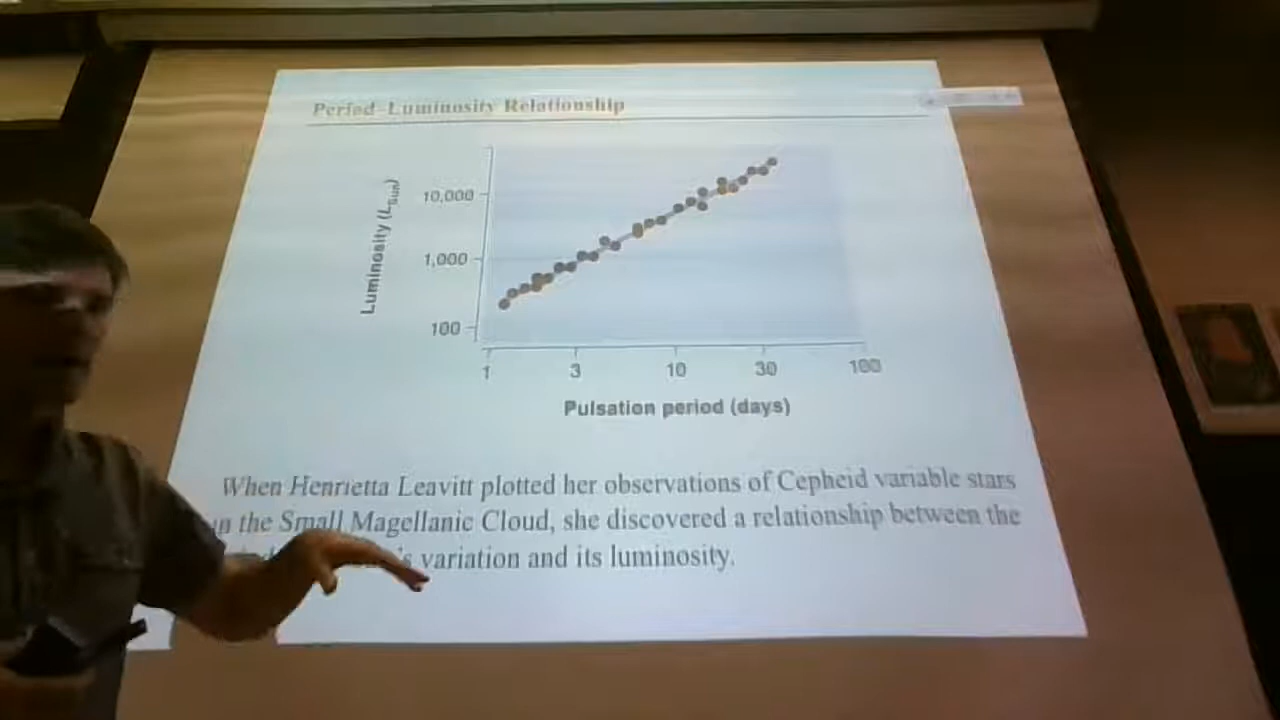 Period–Luminosity Relationship
Luminosity (LSun)
10,000
1,000
100
1 3 10 30 100
Pulsation period (days)
When Henrietta Leavitt plotted her observations of Cepheid variable stars
in the Small Magellanic Cloud, she discovered a relationship between the
variation and its luminosity.